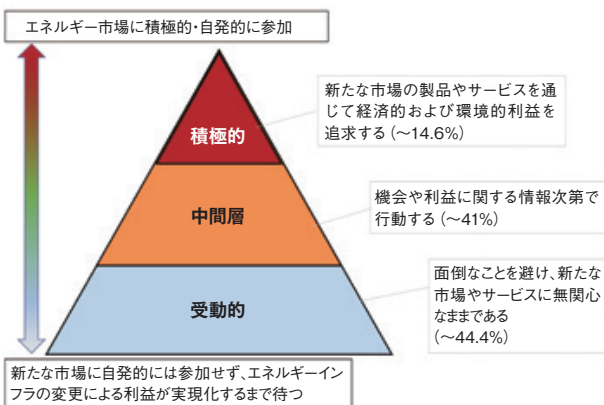 エネルギー市場に積極的・自発的に参加
新たな市場の製品やサービスを通
じて経済的および環境的利益を
追求する（～14.6%）
積極的
機会や利益に関する情報次第で
行動する（～41%）
中間層
面倒なことを避け、新たな
市場やサービスに無関心
なままである
（～44.4%）
受動的
新たな市場に自発的には参加せず、エネルギーイン
フラの変更による利益が実現化するまで待つ